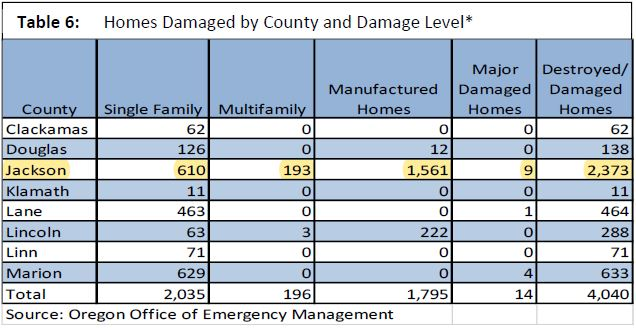 Table 6: Homes Damaged by County and Damage Level*
County Single Family Multifamily Manufactured Homes Major Damaged Homes Destroyed/ Damaged Homes
Clackamas 62 0 0 0 62
Douglas 126 0 12 0 138
Jackson 610 193 1,561 9 2,373
Klamath 11 0 0 0 11
Lane 463 0 0 1 464
Lincoln 63 3 222 0 288
Linn 71 0 0 0 71
Marion 629 0 0 4 633
Total 2,035 196 1,795 14 4,040
Source: Oregon Office of Emergency Management